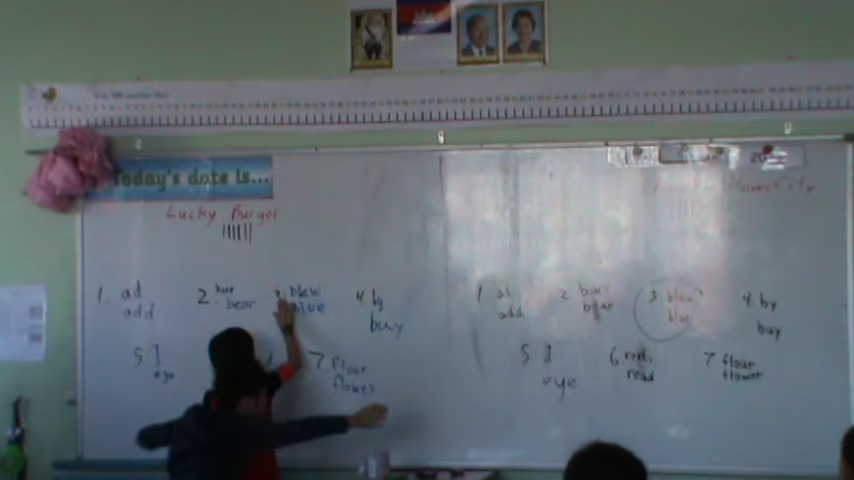 Today's date is...
Lucky Burger
1. ad
add
2. bare
bear
3. blew
blue
4. by
buy
5 I
eye
7. flour
flower
1 ad
add
2
bear
3. blew
blue
4. by
buy
5 I
eye
6 red
read
7 flour
flower